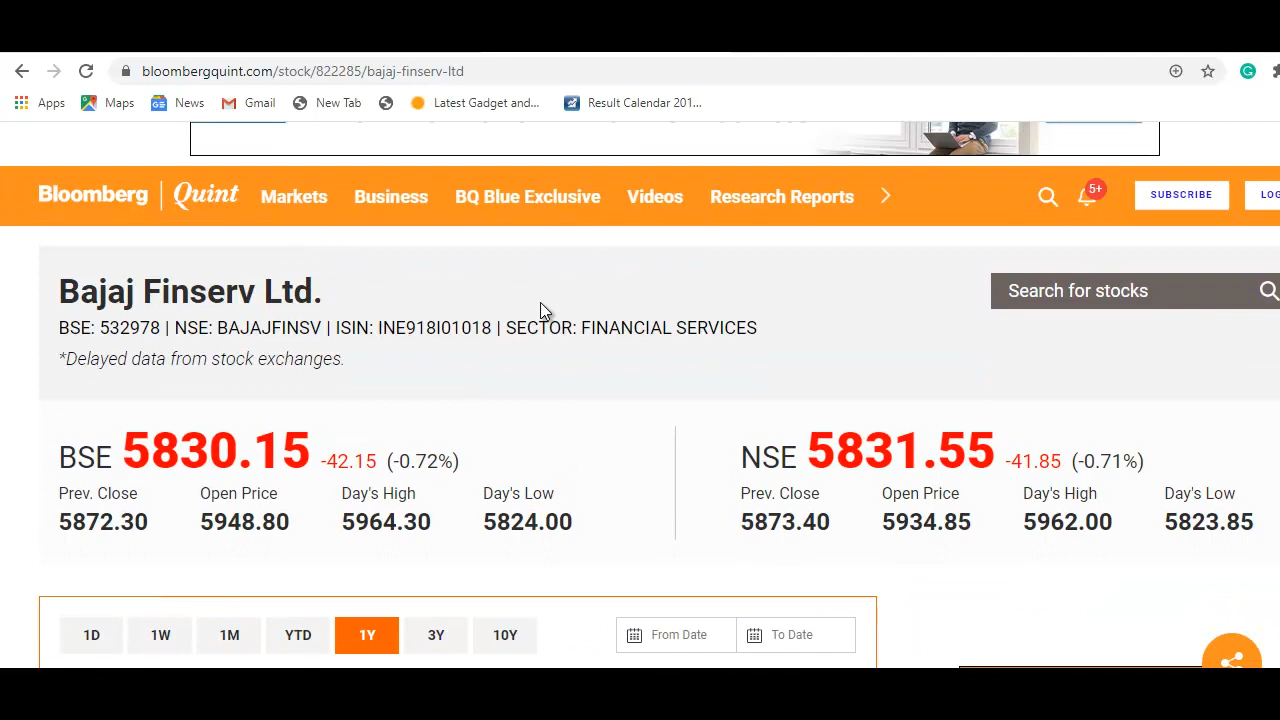 bloombergquint.com/stock/822285/bajaj-finserv-ltd
Apps Maps News Gmail New Tab Latest Gadget and... Result Calendar 201...
Bloomberg | Quint Markets Business BQ Blue Exclusive Videos Research Reports 5+ SUBSCRIBE
Bajaj Finserv Ltd.
Search for stocks
BSE: 532978 | NSE: BAJAJFINSV | ISIN: INE918I01018 | SECTOR: FINANCIAL SERVICES
*Delayed data from stock exchanges.
BSE 5830.15 -42.15 (-0.72%)
Prev. Close Open Price Day's High Day's Low
5872.30 5948.80 5964.30 5824.00
NSE 5831.55 -41.85 (-0.71%)
Prev. Close Open Price Day's High Day's Low
5873.40 5934.85 5962.00 5823.85
1D 1W 1M YTD 1Y 3Y 10Y From Date To Date